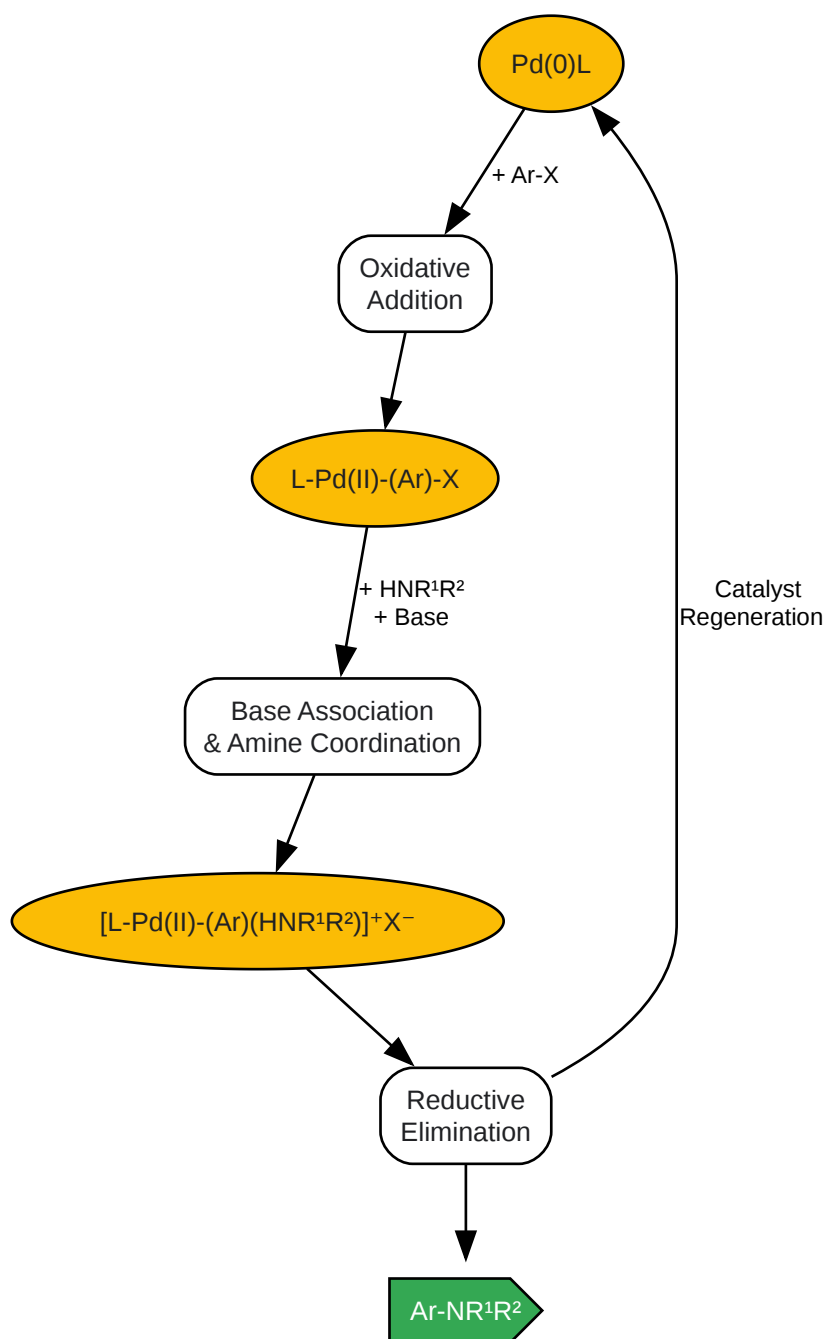 Pd(0)L
+ Ar-X
Oxidative
Addition
L-Pd(II)-(Ar)-X
+ HNR¹R²
+ Base
Catalyst
Regeneration
Base Association
& Amine Coordination
[L-Pd(II)-(Ar)(HNR¹R²)]⁺X⁻
Reductive
Elimination
Ar-NR¹R²